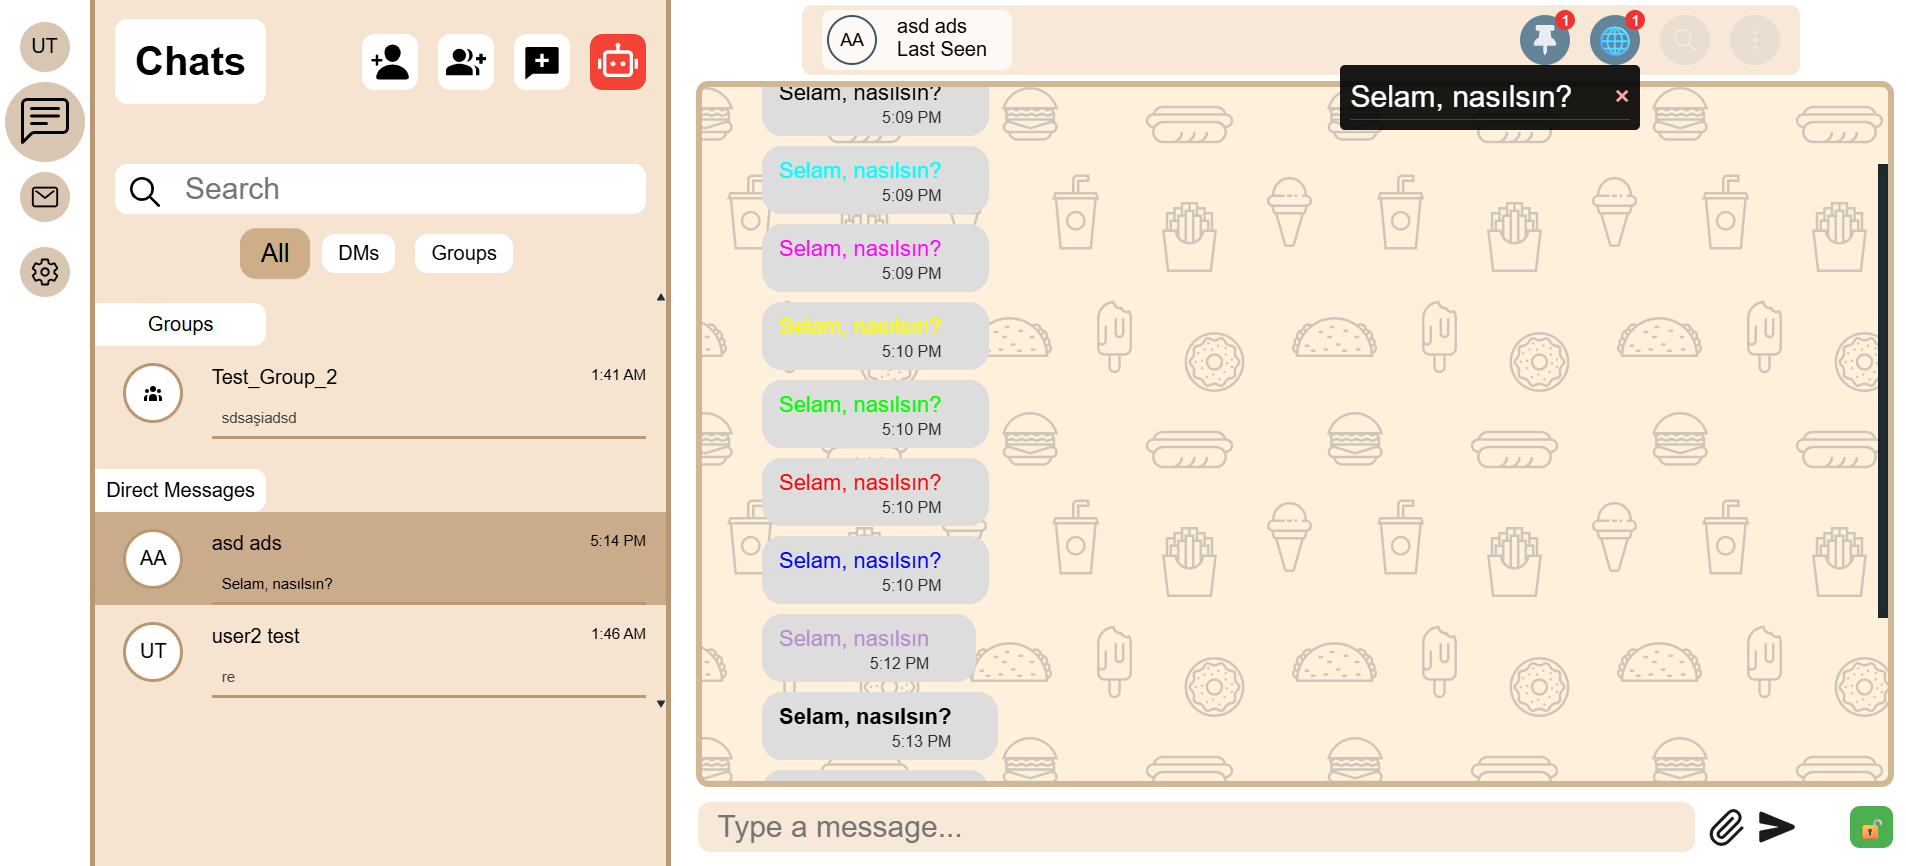 UT
Chats
Search
All
DMs
Groups
Groups
Test_Group_2
1:41 AM
sdsaşiadsd
Direct Messages
AA
asd ads
5:14 PM
Selam, nasılsın?
UT
user2 test
1:46 AM
re
AA
asd ads
Last Seen
1
1
Selam, nasılsın?
×
Selam, nasılsın?
5:09 PM
Selam, nasılsın?
5:09 PM
Selam, nasılsın?
5:09 PM
Selam, nasılsın?
5:10 PM
Selam, nasılsın?
5:10 PM
Selam, nasılsın?
5:10 PM
Selam, nasılsın?
5:10 PM
Selam, nasılsın
5:12 PM
Selam, nasılsın?
5:13 PM
Type a message...